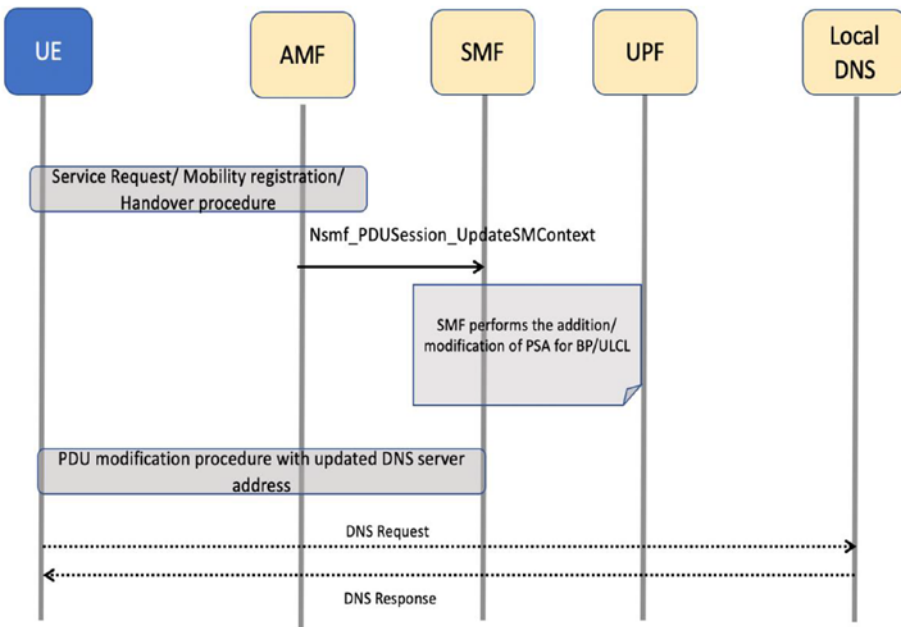 UE
AMF
SMF
UPF
Local
DNS
Service Request/ Mobility registration/
Handover procedure
Nsmf_PDUSession_UpdateSMContext
SMF performs the addition/
modification of PSA for BP/ULCL
PDU modification procedure with updated DNS server
address
DNS Request
DNS Response